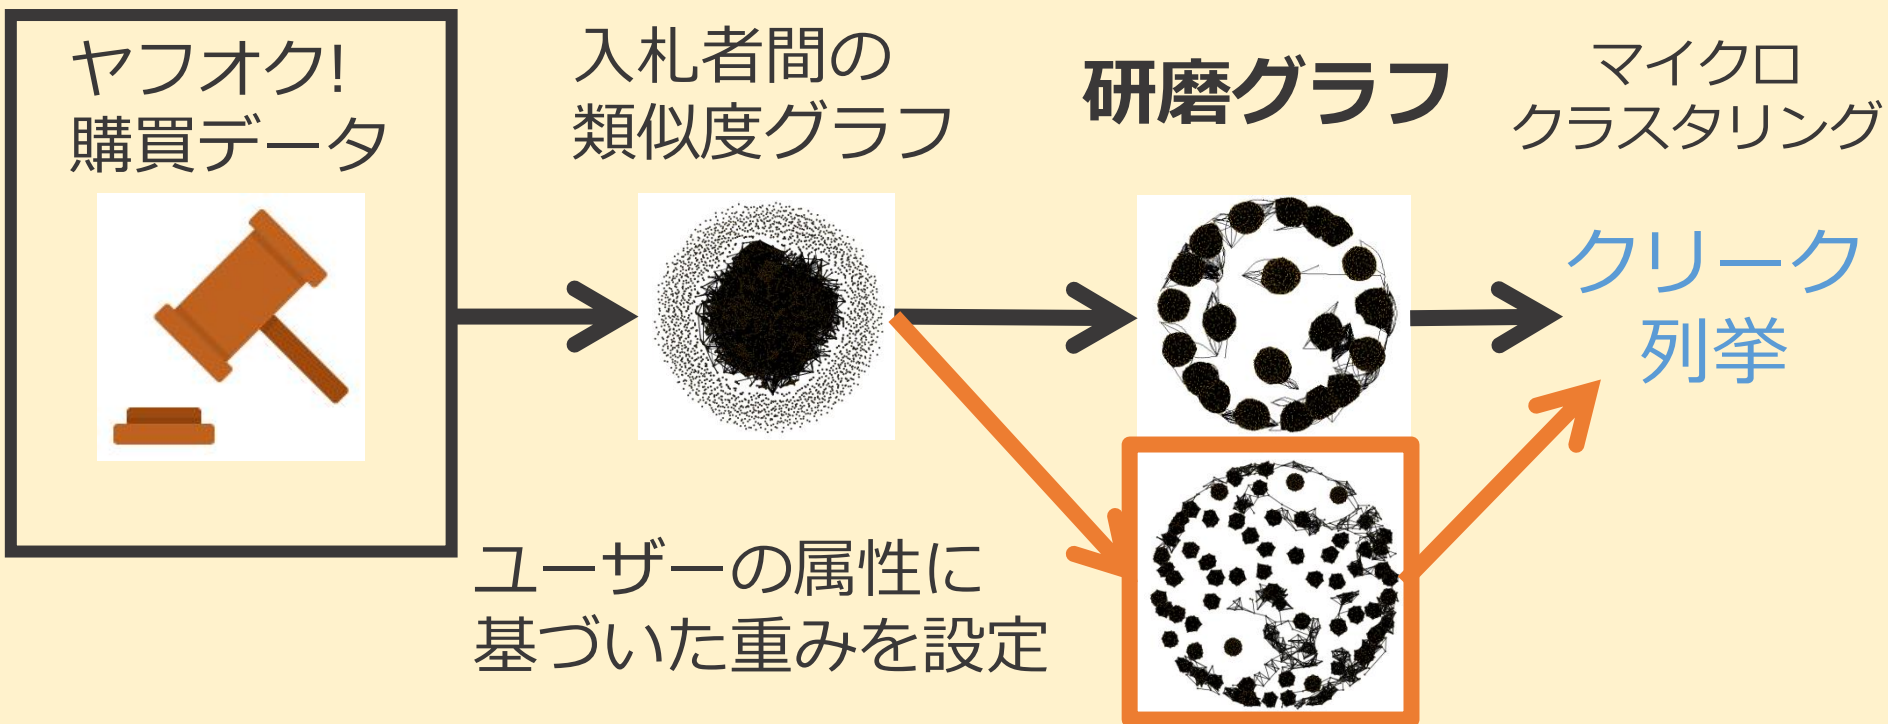 ヤフオク!
購買データ
入札者間の
類似度グラフ
研磨グラフ
マイクロ
クラスタリング
クリーク
列挙
ユーザーの属性に
基づいた重みを設定